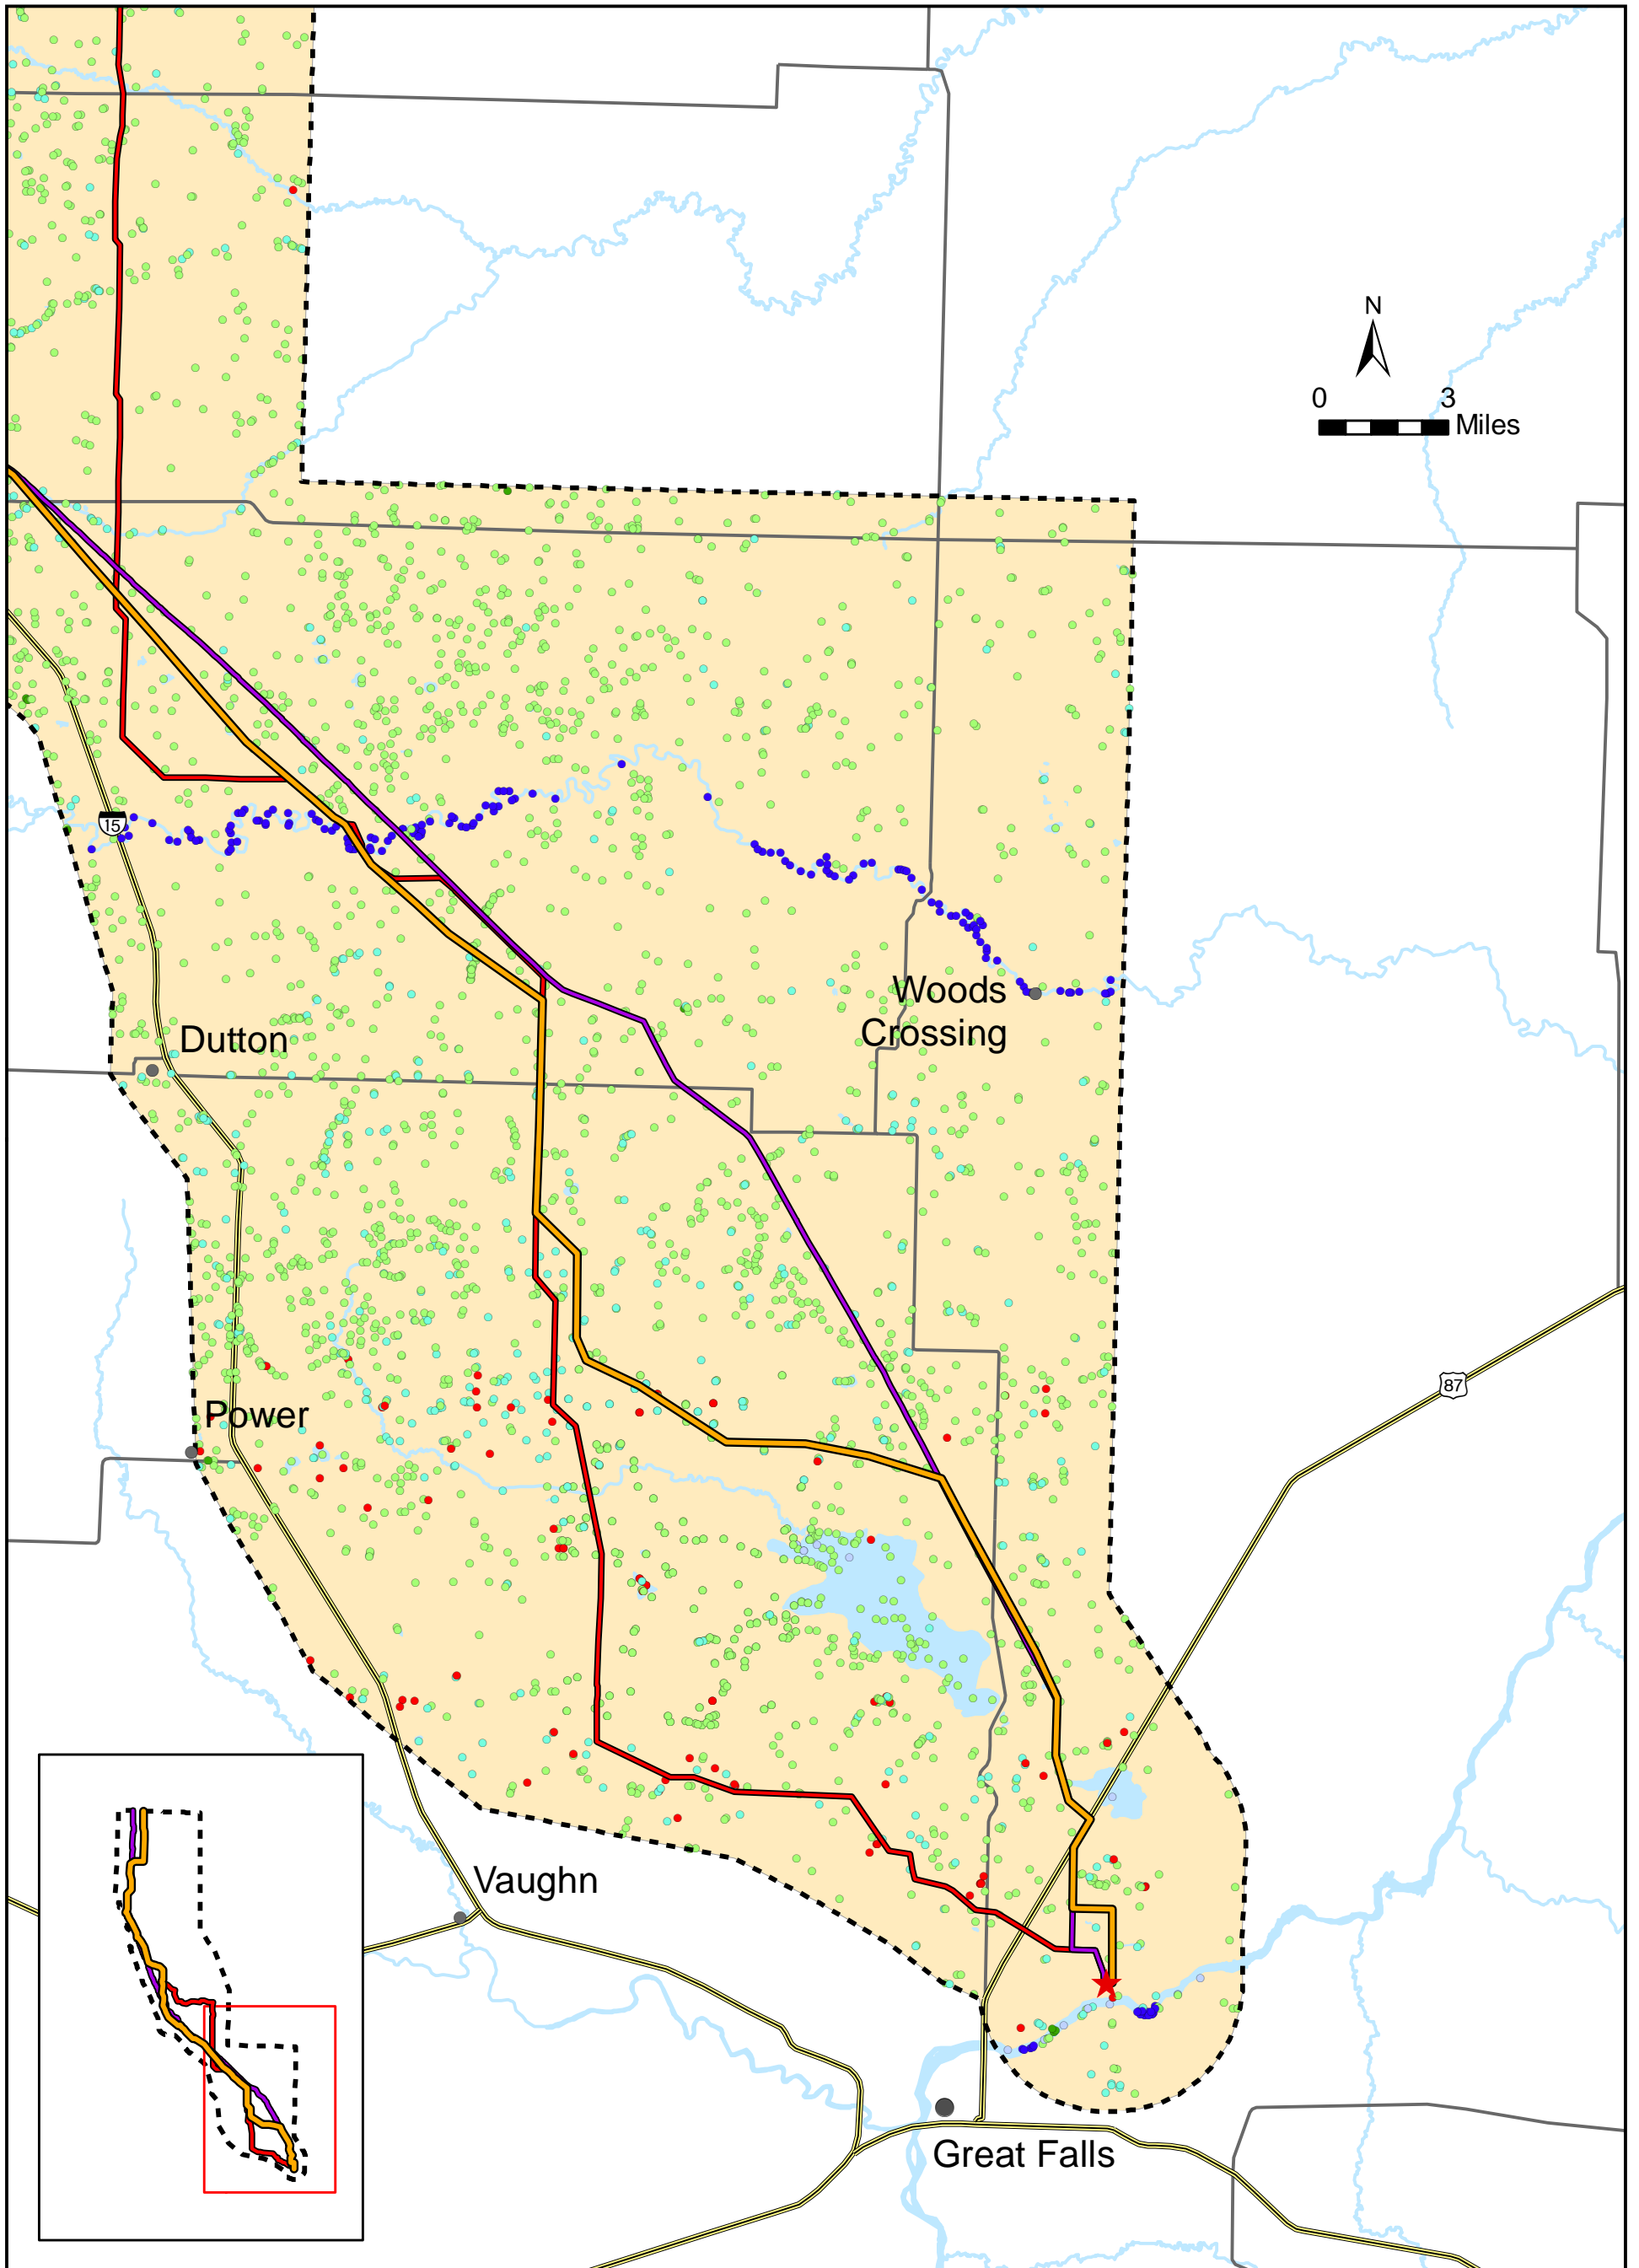 N
0 3
Miles
15
Woods
Crossing
Dutton
87
Power
Vaughn
Great Falls